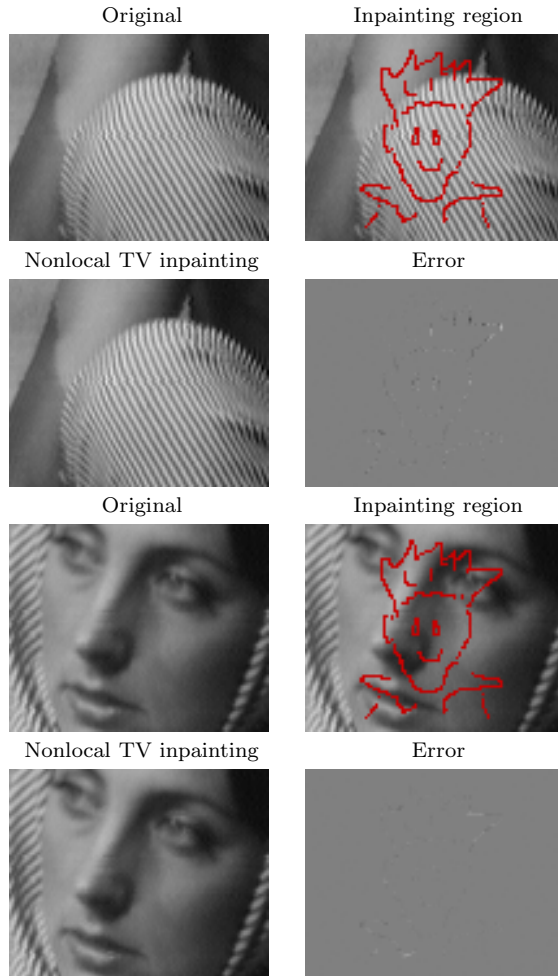 Original
Inpainting region
Nonlocal TV inpainting
Error
Original
Inpainting region
Nonlocal TV inpainting
Error